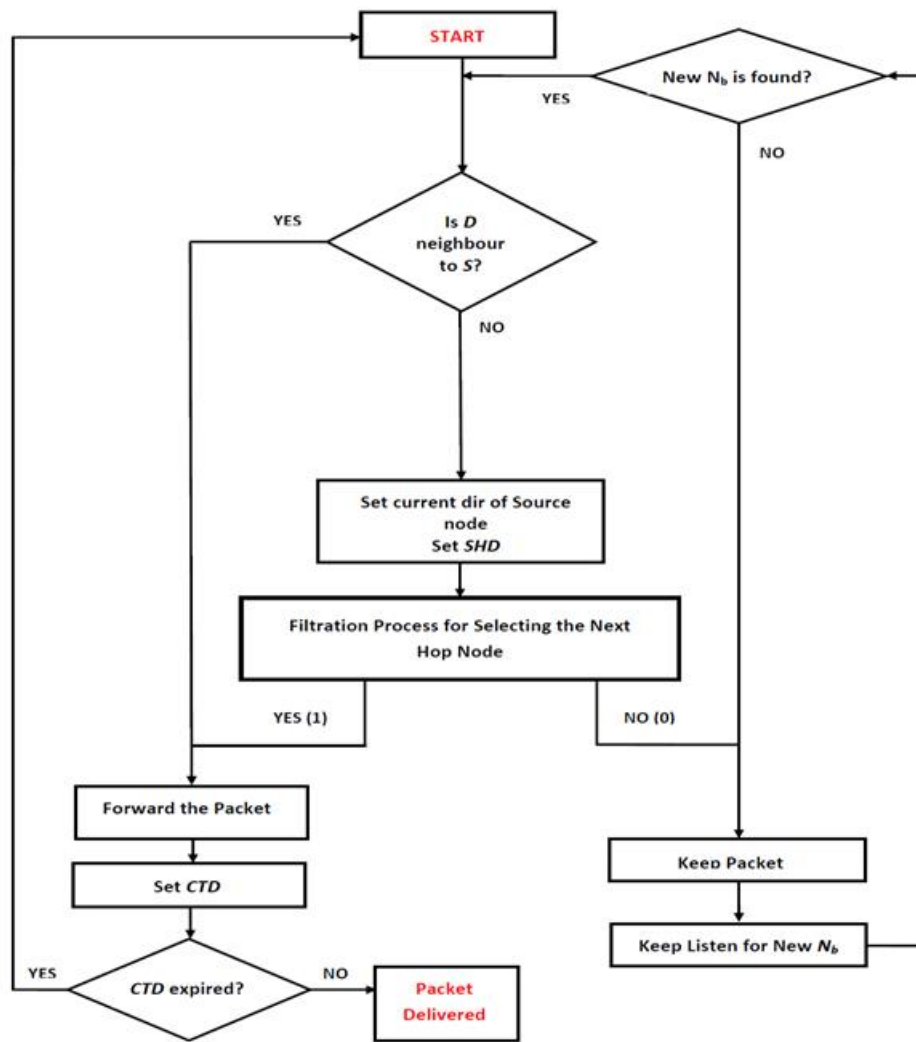 START
New N_b is found?
YES
NO
YES
Is D
neighbour
to S?
NO
Set current dir of Source
node
Set SHD
Filtration Process for Selecting the Next
Hop Node
YES (1)
NO (0)
Forward the Packet
Keep Packet
Set CTD
Keep Listen for New N_b
YES
CTD expired?
NO
Packet
Delivered